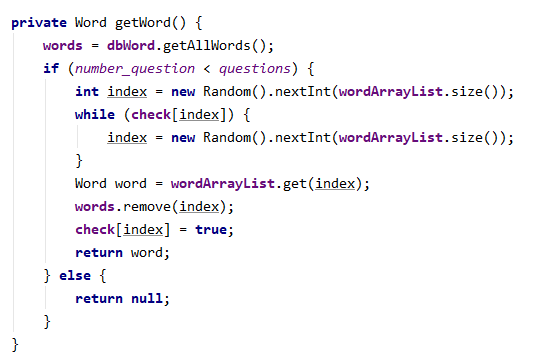 private Word getWord() {
    words = dbWord.getAllWords();
    if (number_question < questions) {
        int index = new Random().nextInt(wordArrayList.size());
        while (check[index]) {
            index = new Random().nextInt(wordArrayList.size());
        }
        Word word = wordArrayList.get(index);
        words.remove(index);
        check[index] = true;
        return word;
    } else {
        return null;
    }
}